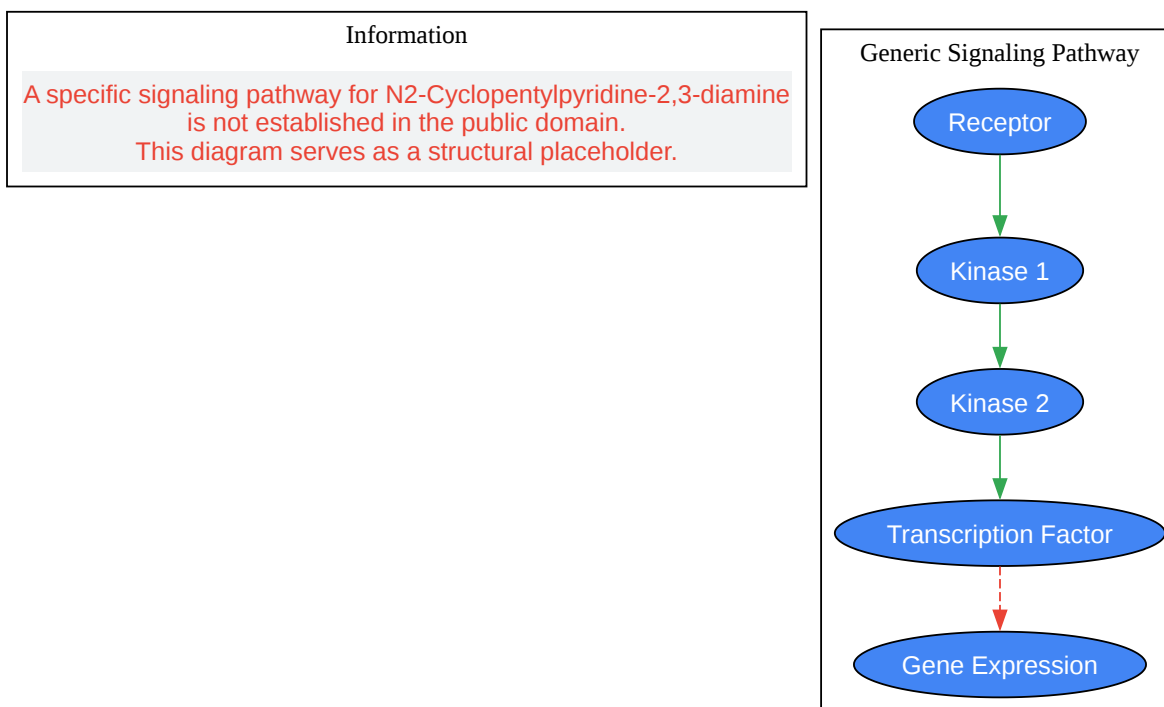 Information
A specific signaling pathway for N2-Cyclopentylpyridine-2,3-diamine
is not established in the public domain.
This diagram serves as a structural placeholder.
Generic Signaling Pathway
Receptor
Kinase 1
Kinase 2
Transcription Factor
Gene Expression